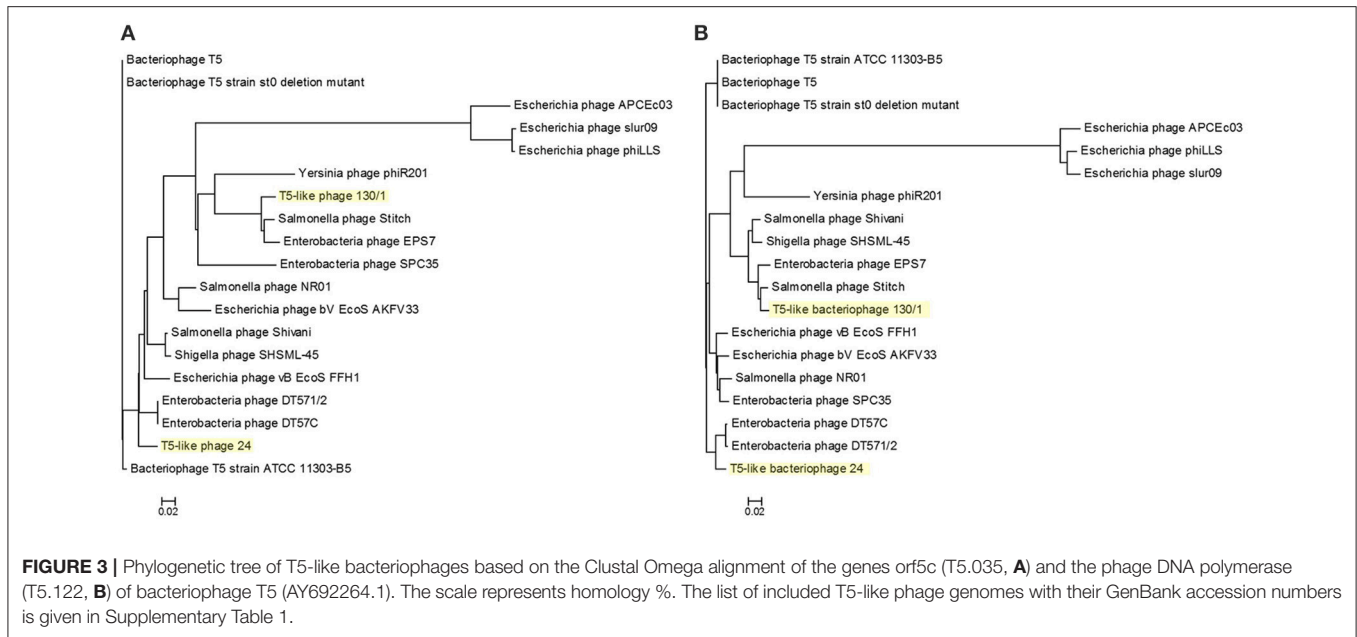 A
Bacteriophage T5
Bacteriophage T5 strain st0 deletion mutant
Escherichia phage APCEc03
Escherichia phage slur09
Escherichia phage phiLLS
Yersinia phage phiR201
T5-like phage 130/1
Salmonella phage Stitch
Enterobacteria phage EPS7
Enterobacteria phage SPC35
Salmonella phage NR01
Escherichia phage bV EcoS AKFV33
Salmonella phage Shivani
Shigella phage SHSML-45
Escherichia phage vB EcoS FFH1
Enterobacteria phage DT571/2
Enterobacteria phage DT57C
T5-like phage 24
Bacteriophage T5 strain ATCC 11303-B5
0.02
B
Bacteriophage T5 strain ATCC 11303-B5
Bacteriophage T5
Bacteriophage T5 strain st0 deletion mutant
Escherichia phage APCEc03
Escherichia phage phiLLS
Escherichia phage slur09
Yersinia phage phiR201
Salmonella phage Shivani
Shigella phage SHSML-45
Enterobacteria phage EPS7
Salmonella phage Stitch
T5-like bacteriophage 130/1
Escherichia phage vB EcoS FFH1
Escherichia phage bV EcoS AKFV33
Salmonella phage NR01
Enterobacteria phage SPC35
Enterobacteria phage DT57C
Enterobacteria phage DT571/2
T5-like bacteriophage 24
0.02
FIGURE 3 | Phylogenetic tree of T5-like bacteriophages based on the Clustal Omega alignment of the genes orf5c (T5.035, A) and the phage DNA polymerase
(T5.122, B) of bacteriophage T5 (AY692264.1). The scale represents homology %. The list of included T5-like phage genomes with their GenBank accession numbers
is given in Supplementary Table 1.